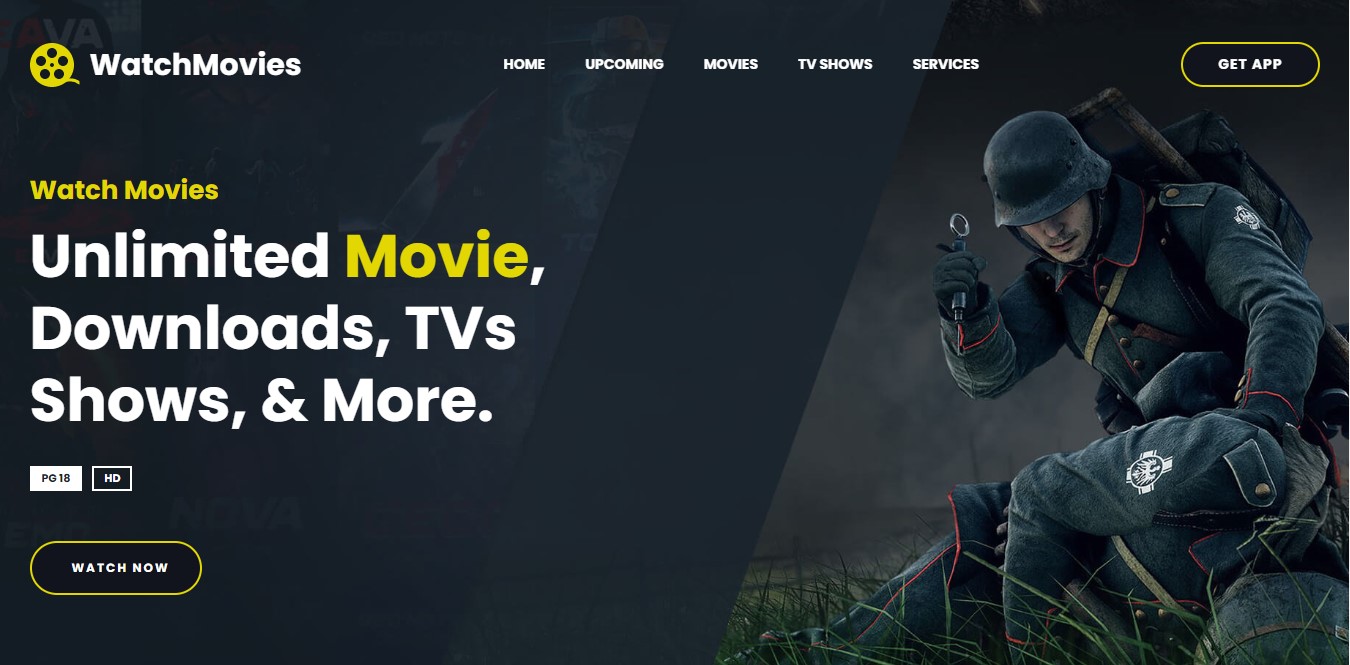 WatchMovies
HOME UPCOMING MOVIES TV SHOWS SERVICES
GET APP
Watch Movies
Unlimited Movie,
Downloads, TVs
Shows, & More.
PG 18 HD
NOVA
WATCH NOW